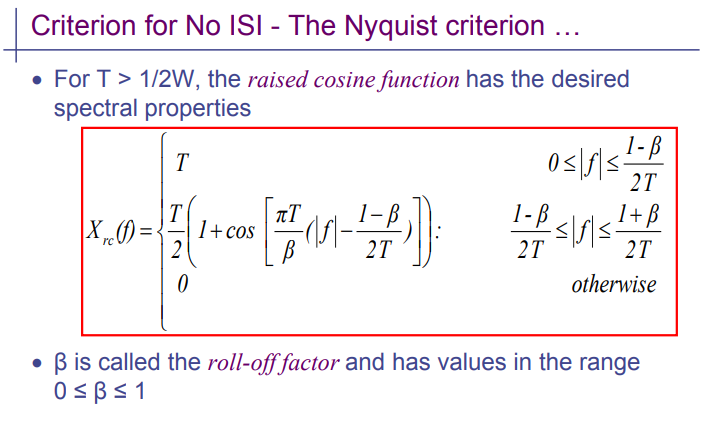 Criterion for No ISI - The Nyquist criterion …
• For T > 1/2W, the raised cosine function has the desired
spectral properties
X_rc(f) = { T    0 ≤ |f| ≤ (1-β)/2T
T/2 ( 1+cos [ πT/β (|f| − (1−β)/2T) ] ):    (1-β)/2T ≤ |f| ≤ (1+β)/2T
0    otherwise
• β is called the roll-off factor and has values in the range
0 ≤ β ≤ 1